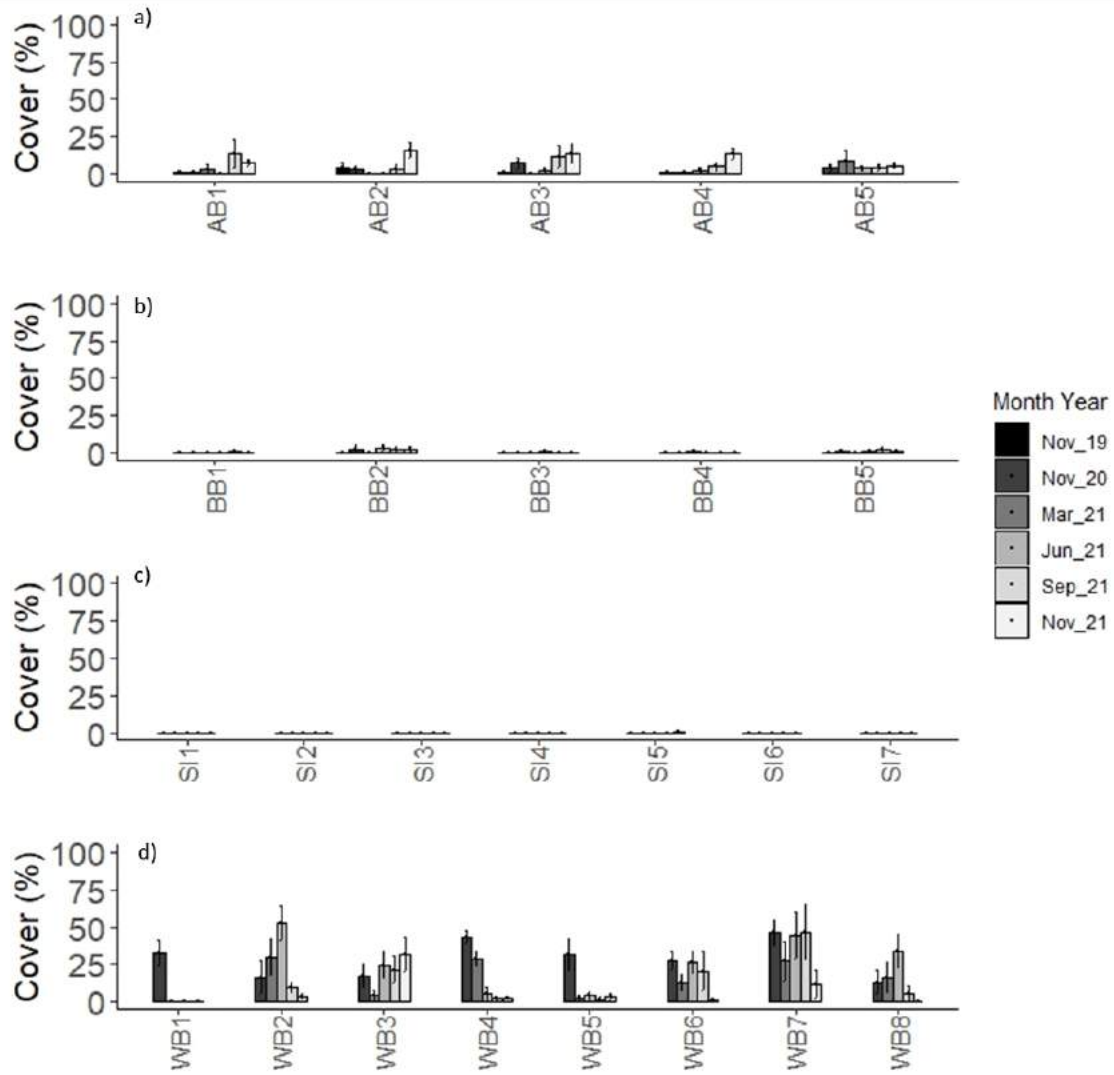 a)
Cover (%)
100
75
50
25
0
AB1 AB2 AB3 AB4 AB5
b)
Cover (%)
100
75
50
25
0
BB1 BB2 BB3 BB4 BB5
Month Year
Nov_19
Nov_20
Mar_21
Jun_21
Sep_21
Nov_21
c)
Cover (%)
100
75
50
25
0
SI1 SI2 SI3 SI4 SI5 SI6 SI7
d)
Cover (%)
100
75
50
25
0
WB1 WB2 WB3 WB4 WB5 WB6 WB7 WB8